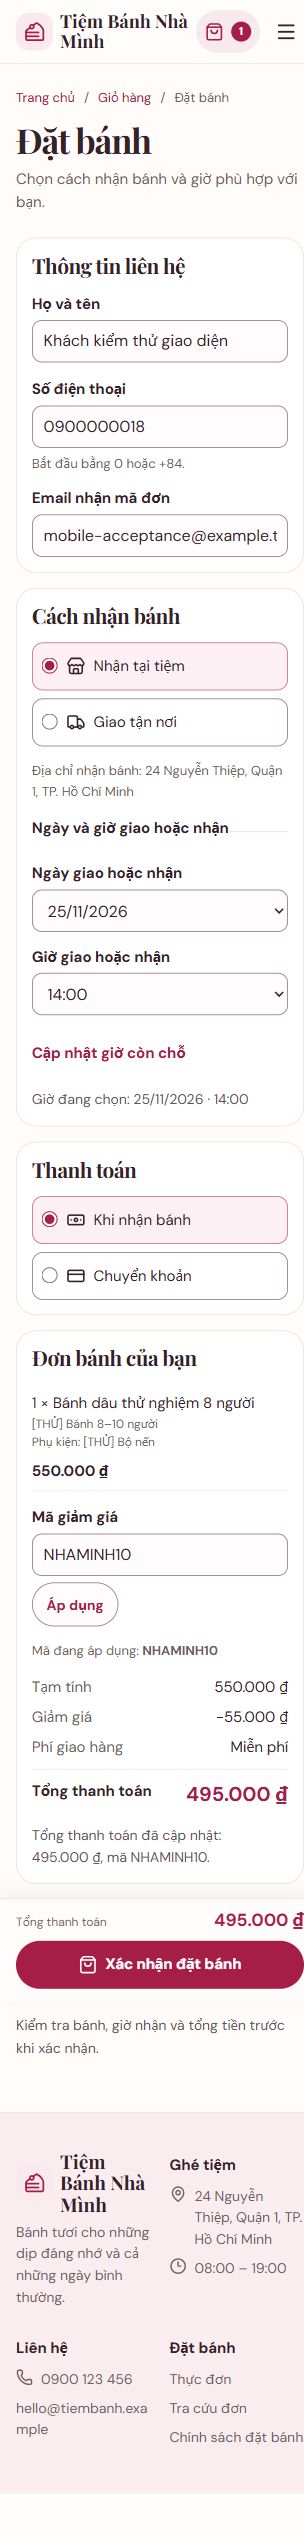 Tiệm Bánh Nhà
Mình
1
Trang chủ / Giỏ hàng / Đặt bánh
Đặt bánh
Chọn cách nhận bánh và giờ phù hợp với
bạn.
Thông tin liên hệ
Họ và tên
Khách kiểm thử giao diện
Số điện thoại
0900000018
Bắt đầu bằng 0 hoặc +84.
Email nhận mã đơn
mobile-acceptance@example.t
Cách nhận bánh
Nhận tại tiệm
Giao tận nơi
Địa chỉ nhận bánh: 24 Nguyễn Thiệp, Quận
1, TP. Hồ Chí Minh
Ngày và giờ giao hoặc nhận
Ngày giao hoặc nhận
25/11/2026
Giờ giao hoặc nhận
14:00
Cập nhật giờ còn chỗ
Giờ đang chọn: 25/11/2026 · 14:00
Thanh toán
Khi nhận bánh
Chuyển khoản
Đơn bánh của bạn
1 × Bánh dâu thử nghiệm 8 người
[THỬ] Bánh 8–10 người
Phụ kiện: [THỬ] Bộ nến
550.000 ₫
Mã giảm giá
NHAMINH10
Áp dụng
Mã đang áp dụng: NHAMINH10
Tạm tính 550.000 ₫
Giảm giá -55.000 ₫
Phí giao hàng Miễn phí
Tổng thanh toán 495.000 ₫
Tổng thanh toán đã cập nhật:
495.000 ₫, mã NHAMINH10.
Tổng thanh toán 495.000 ₫
Xác nhận đặt bánh
Kiểm tra bánh, giờ nhận và tổng tiền trước
khi xác nhận.
Tiệm
Bánh Nhà
Mình
Bánh tươi cho những
dịp đáng nhớ và cả
những ngày bình
thường.
Ghé tiệm
24 Nguyễn
Thiệp, Quận 1, TP.
Hồ Chí Minh
08:00 – 19:00
Liên hệ
0900 123 456
hello@tiembanh.exa
mple
Đặt bánh
Thực đơn
Tra cứu đơn
Chính sách đặt bánh